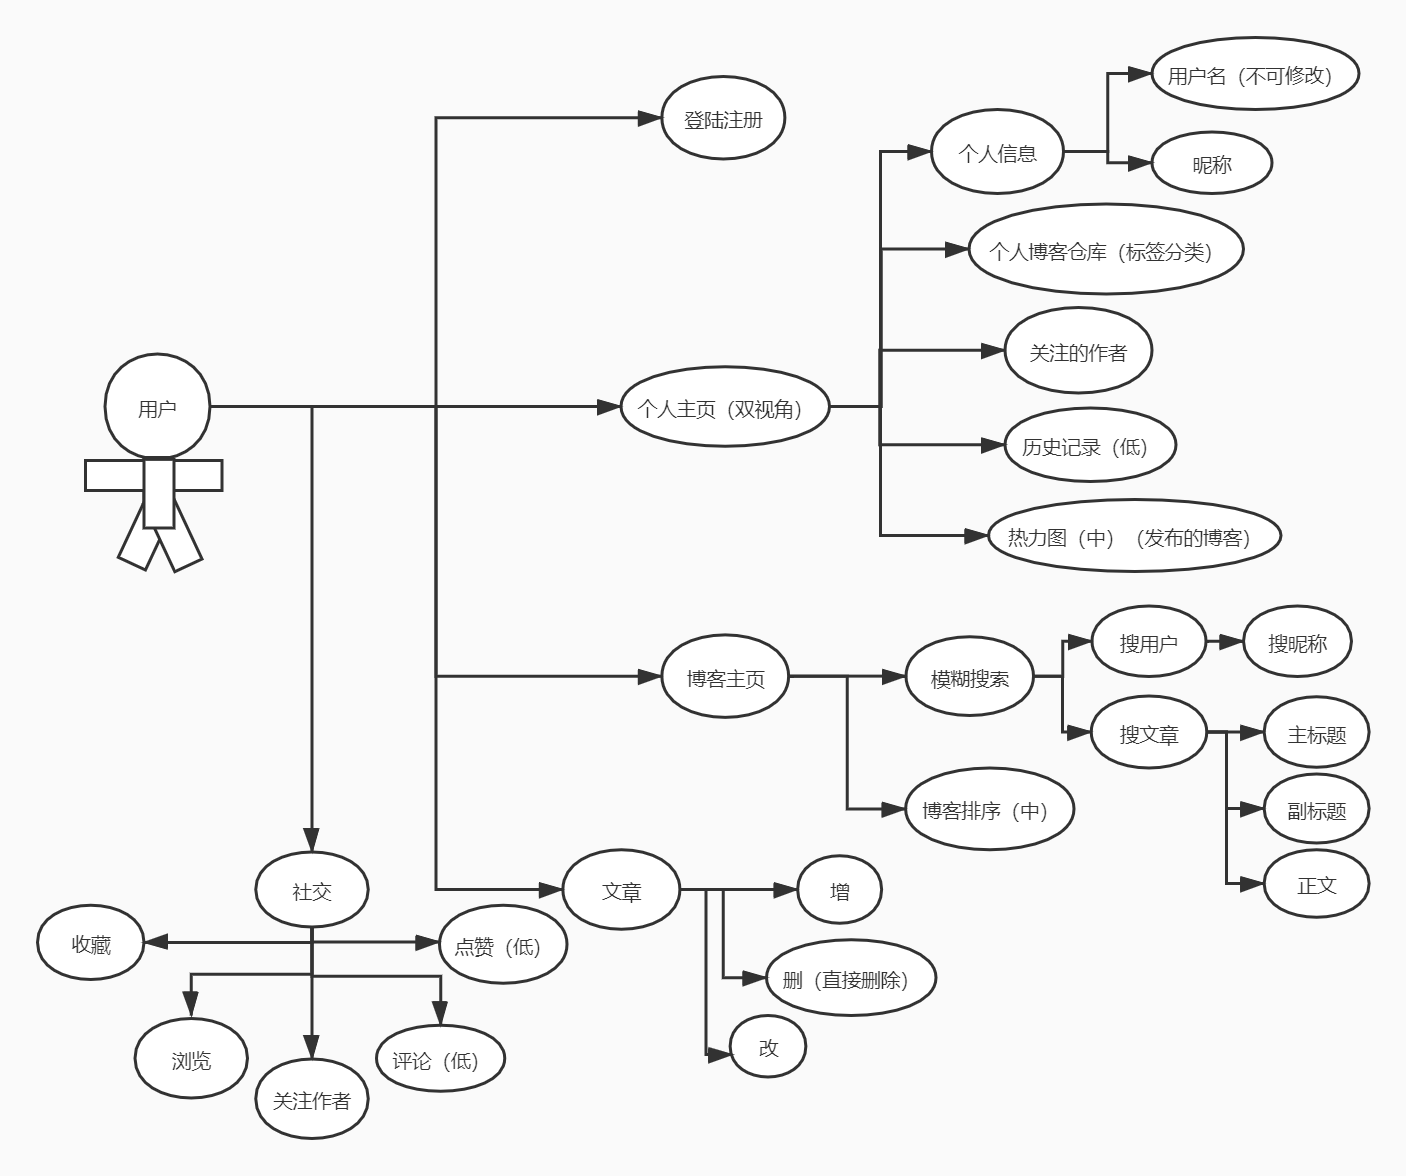 用户名（不可修改）
登陆注册
个人信息
昵称
个人博客仓库（标签分类）
关注的作者
用户
个人主页（双视角）
历史记录（低）
热力图（中）（发布的博客）
搜用户
搜昵称
博客主页
模糊搜索
搜文章
主标题
博客排序（中）
副标题
社交
文章
增
正文
收藏
点赞（低）
删（直接删除）
浏览
评论（低）
改
关注作者